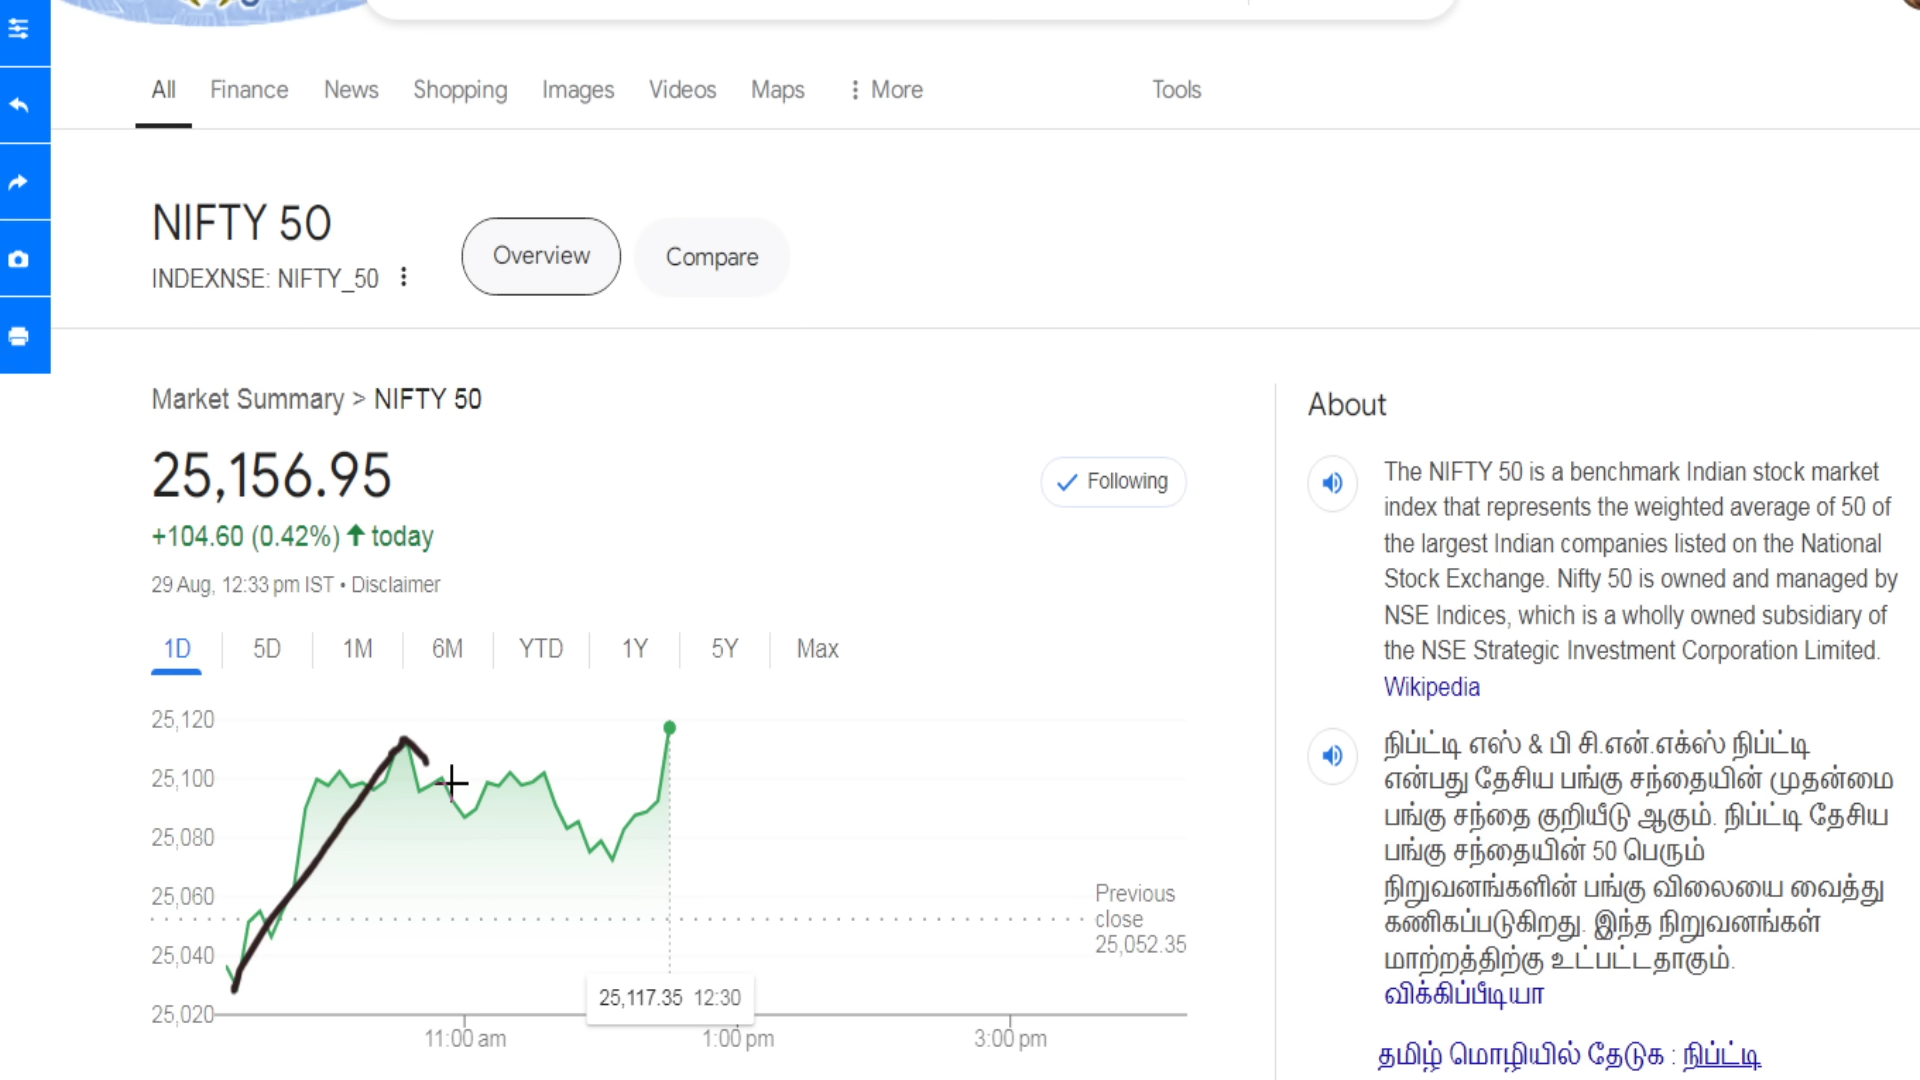 All Finance News Shopping Images Videos Maps More Tools
NIFTY 50
INDEXNSE: NIFTY_50
Overview Compare
Market Summary > NIFTY 50
25,156.95
+104.60 (0.42%) today
29 Aug, 12:33 pm IST • Disclaimer
Following
1D 5D 1M 6M YTD 1Y 5Y Max
25,120
25,100
25,080
25,060
25,040
25,020
Previous
close
25,052.35
25,117.35 12:30
11:00 am 1:00 pm 3:00 pm
About
The NIFTY 50 is a benchmark Indian stock market
index that represents the weighted average of 50 of
the largest Indian companies listed on the National
Stock Exchange. Nifty 50 is owned and managed by
NSE Indices, which is a wholly owned subsidiary of
the NSE Strategic Investment Corporation Limited.
Wikipedia
நிப்ட்டி எஸ் & பி சி.என்.எக்ஸ் நிப்ட்டி
என்பது தேசிய பங்கு சந்தையின் முதன்மை
பங்கு சந்தை குறியீடு ஆகும். நிப்ட்டி தேசிய
பங்கு சந்தையின் 50 பெரும்
நிறுவனங்களின் பங்கு விலையை வைத்து
கணிகப்படுகிறது. இந்த நிறுவனங்கள்
மாற்றத்திற்கு உட்பட்டதாகும்.
விக்கிப்பீடியா
தமிழ் மொழியில் தேடுக : நிப்ட்டி